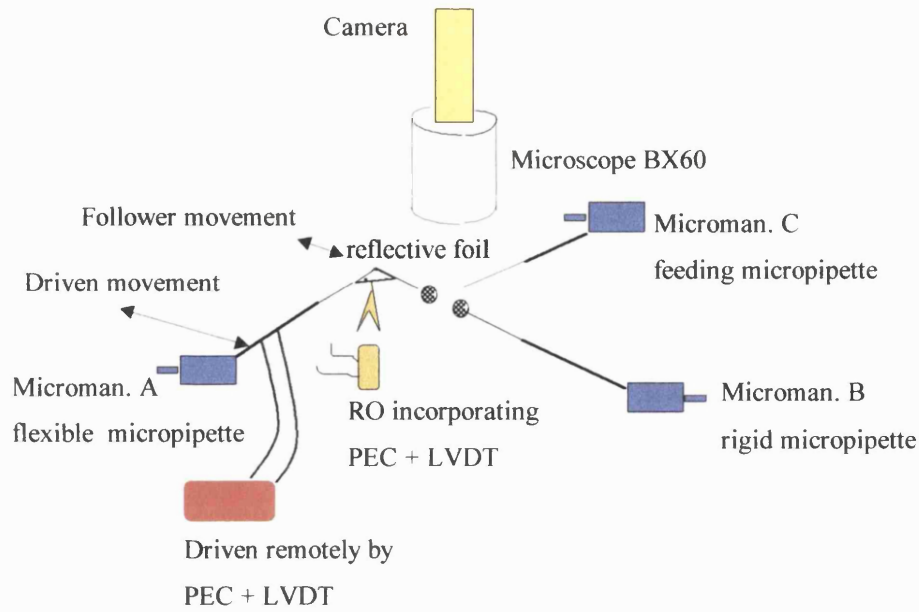 Camera
Microscope BX60
Follower movement
reflective foil
Microman. C
feeding micropipette
Driven movement
Microman. A
flexible micropipette
RO incorporating
PEC + LVDT
Microman. B
rigid micropipette
Driven remotely by
PEC + LVDT